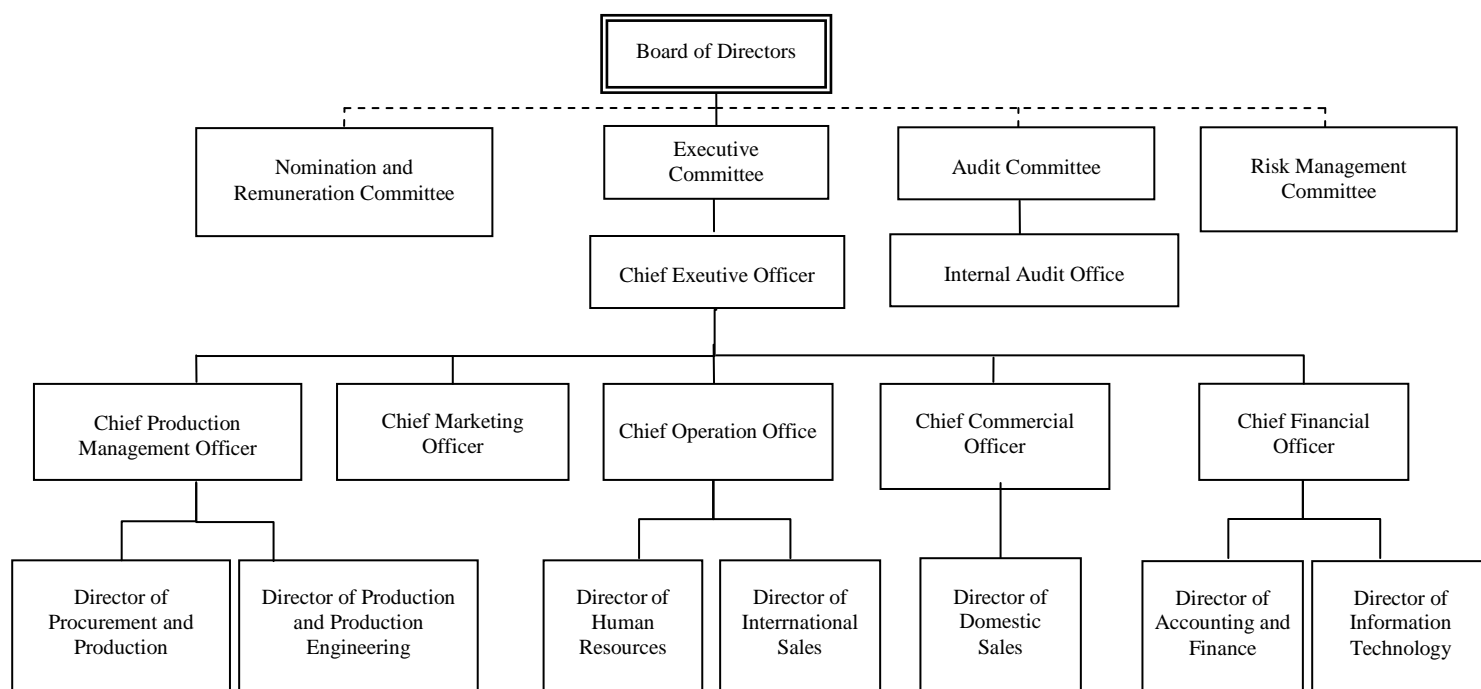 Board of Directors
Nomination and
Remuneration Committee
Executive
Committee
Audit Committee
Risk Management
Committee
Chief Exeutive Officer
Internal Audit Office
Chief Production
Management Officer
Chief Marketing
Officer
Chief Operation Office
Chief Commercial
Officer
Chief Financial
Officer
Director of
Procurement and
Production
Director of Production
and Production
Engineering
Director of
Human
Resources
Director of
Interrnational
Sales
Director of
Domestic
Sales
Director of
Accounting and
Finance
Director of
Information
Technology